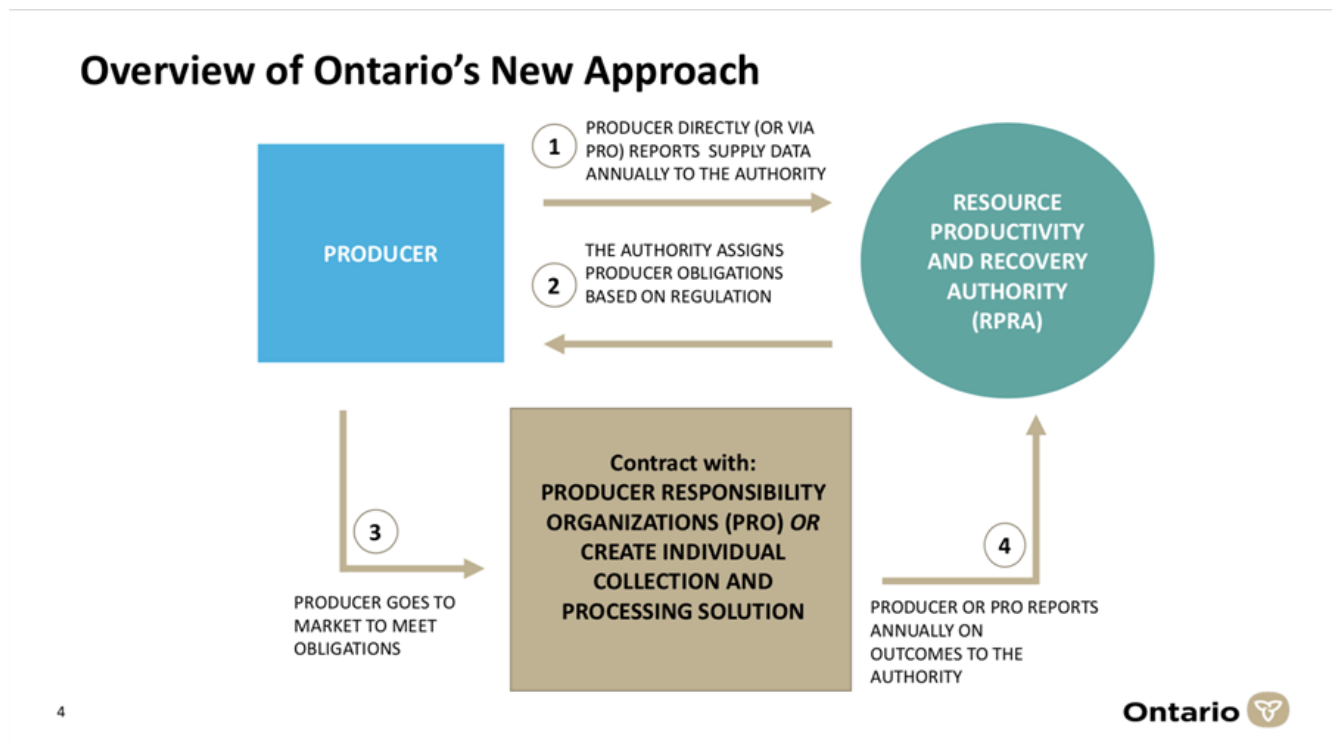 Overview of Ontario’s New Approach
PRODUCER
1
PRODUCER DIRECTLY (OR VIA
PRO) REPORTS SUPPLY DATA
ANNUALLY TO THE AUTHORITY
2
THE AUTHORITY ASSIGNS
PRODUCER OBLIGATIONS
BASED ON REGULATION
RESOURCE
PRODUCTIVITY
AND RECOVERY
AUTHORITY
(RPRA)
3
PRODUCER GOES TO
MARKET TO MEET
OBLIGATIONS
Contract with:
PRODUCER RESPONSIBILITY
ORGANIZATIONS (PRO) OR
CREATE INDIVIDUAL
COLLECTION AND
PROCESSING SOLUTION
4
PRODUCER OR PRO REPORTS
ANNUALLY ON
OUTCOMES TO THE
AUTHORITY
4
Ontario